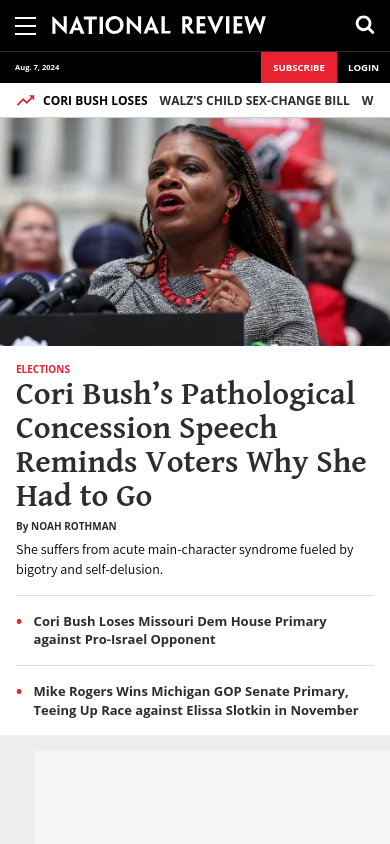 NATIONAL REVIEW
Aug. 7, 2024
SUBSCRIBE
LOGIN
CORI BUSH LOSES WALZ'S CHILD SEX-CHANGE BILL W
ELECTIONS
Cori Bush’s Pathological
Concession Speech
Reminds Voters Why She
Had to Go
By NOAH ROTHMAN
She suffers from acute main-character syndrome fueled by
bigotry and self-delusion.
• Cori Bush Loses Missouri Dem House Primary
against Pro-Israel Opponent
• Mike Rogers Wins Michigan GOP Senate Primary,
Teeing Up Race against Elissa Slotkin in November